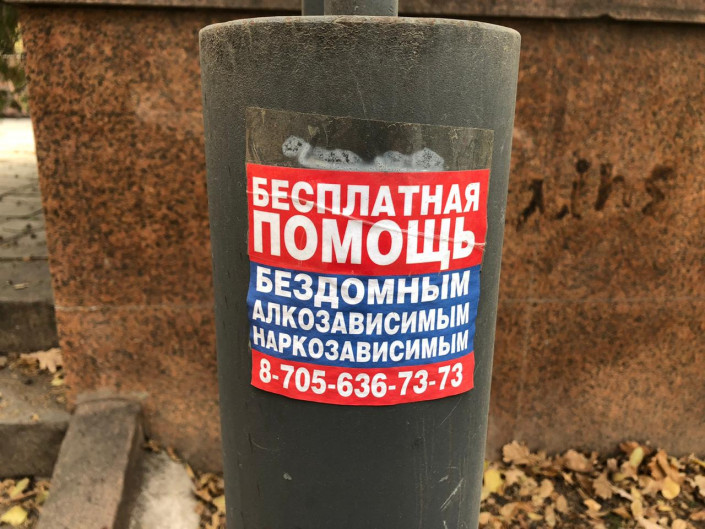 БЕСПЛАТНАЯ
ПОМОЩЬ
БЕЗДОМНЫМ
АЛКОЗАВИСИМЫМ
НАРКОЗАВИСИМЫМ
8-705-636-73-73